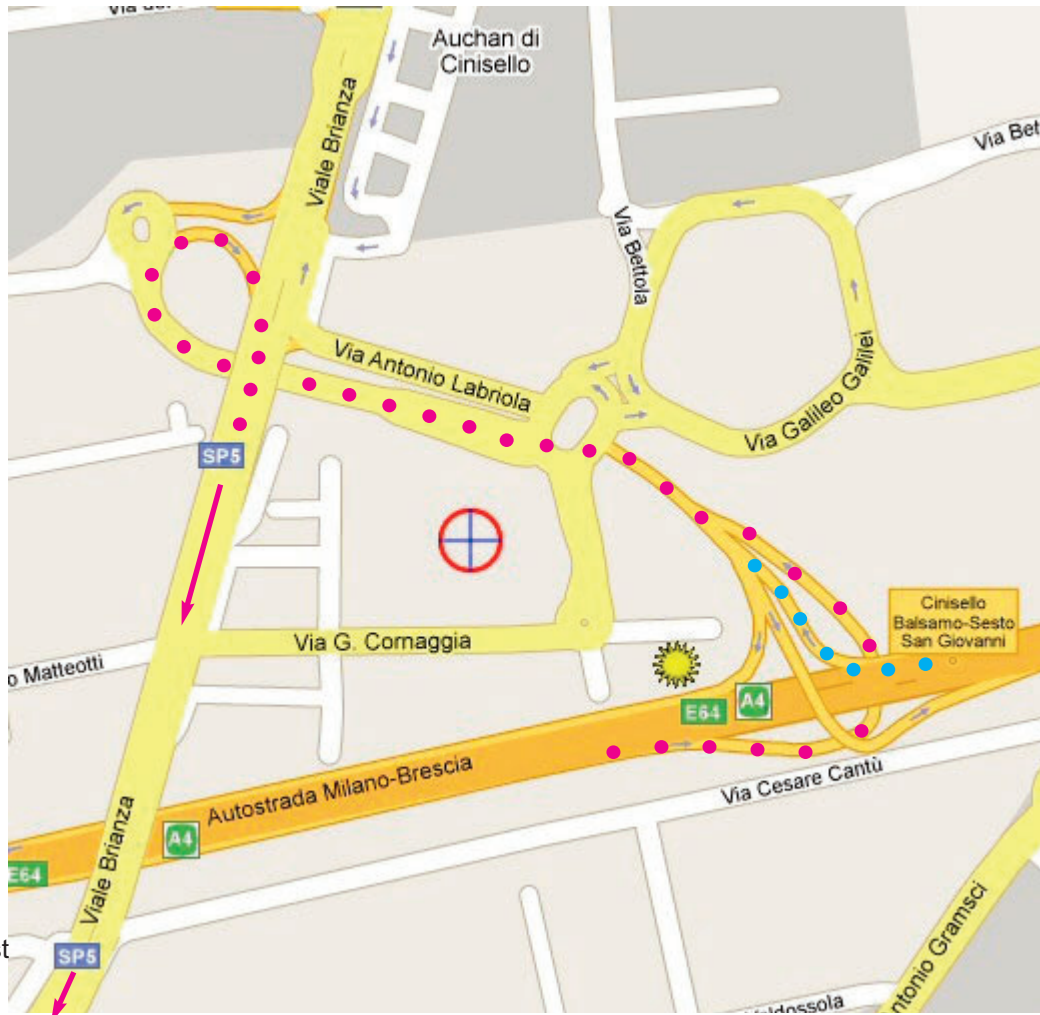 Auchan di
Cinisello
Viale Brianza
Via Bet
Via Bettola
Via Antonio Labriola
Via Galileo Galilei
SP5
Cinisello
Balsamo-Sesto
San Giovanni
Via G. Cornaggia
o Matteotti
A4
E64
Autostrada Milano-Brescia
Via Cesare Cantù
A4
E64
Viale Brianza
ntonio Gramsci
st
SP5
ldossola